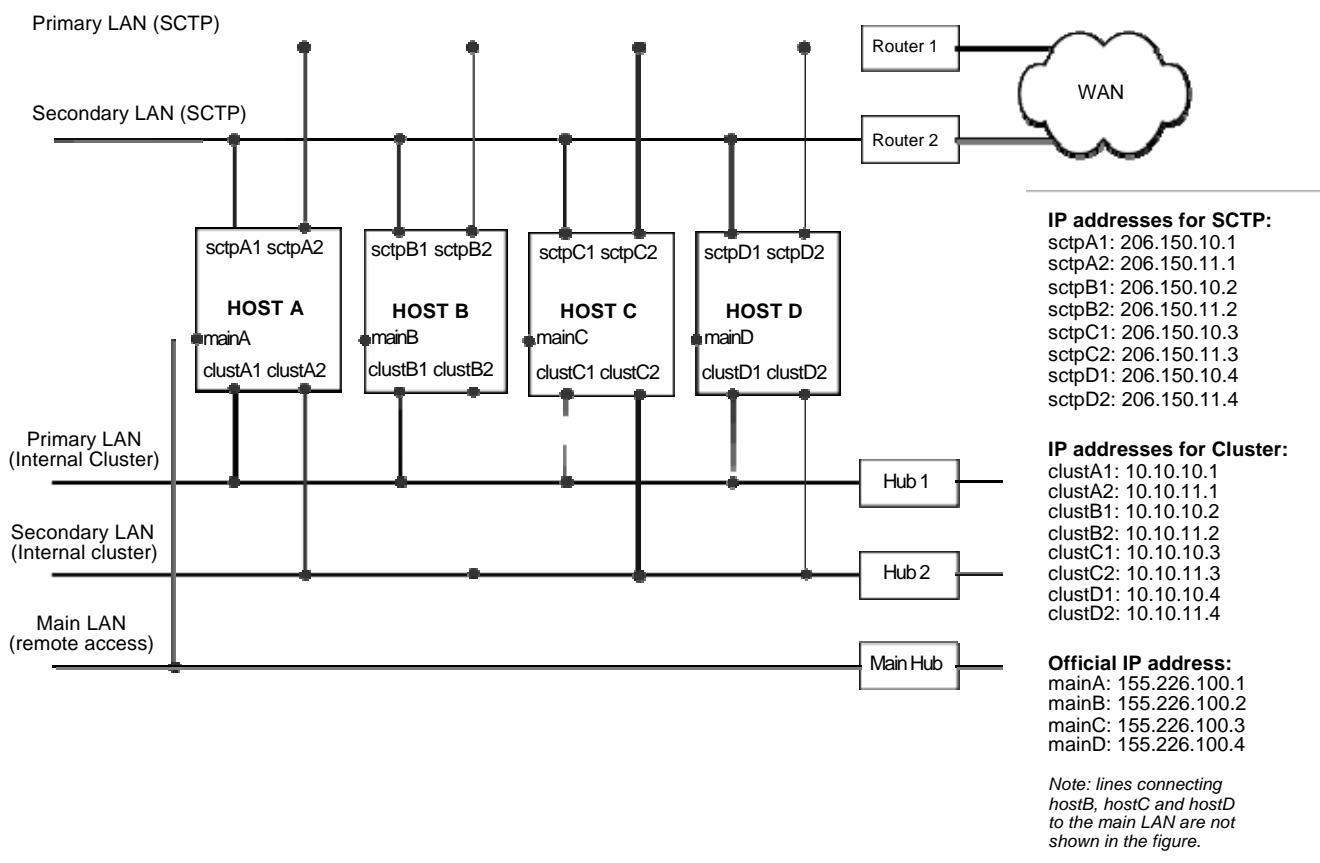 Primary LAN (SCTP)
Router 1
WAN
Secondary LAN (SCTP)
Router 2
sctpA1 sctpA2
HOST A
mainA
clustA1 clustA2
sctpB1 sctpB2
HOST B
mainB
clustB1 clustB2
sctpC1 sctpC2
HOST C
mainC
clustC1 clustC2
sctpD1 sctpD2
HOST D
mainD
clustD1 clustD2
Primary LAN
(Internal Cluster)
Hub 1
Secondary LAN
(Internal cluster)
Hub 2
Main LAN
(remote access)
Main Hub
IP addresses for SCTP:
sctpA1: 206.150.10.1
sctpA2: 206.150.11.1
sctpB1: 206.150.10.2
sctpB2: 206.150.11.2
sctpC1: 206.150.10.3
sctpC2: 206.150.11.3
sctpD1: 206.150.10.4
sctpD2: 206.150.11.4
IP addresses for Cluster:
clustA1: 10.10.10.1
clustA2: 10.10.11.1
clustB1: 10.10.10.2
clustB2: 10.10.11.2
clustC1: 10.10.10.3
clustC2: 10.10.11.3
clustD1: 10.10.10.4
clustD2: 10.10.11.4
Official IP address:
mainA: 155.226.100.1
mainB: 155.226.100.2
mainC: 155.226.100.3
mainD: 155.226.100.4
Note: lines connecting
hostB, hostC and hostD
to the main LAN are not
shown in the figure.